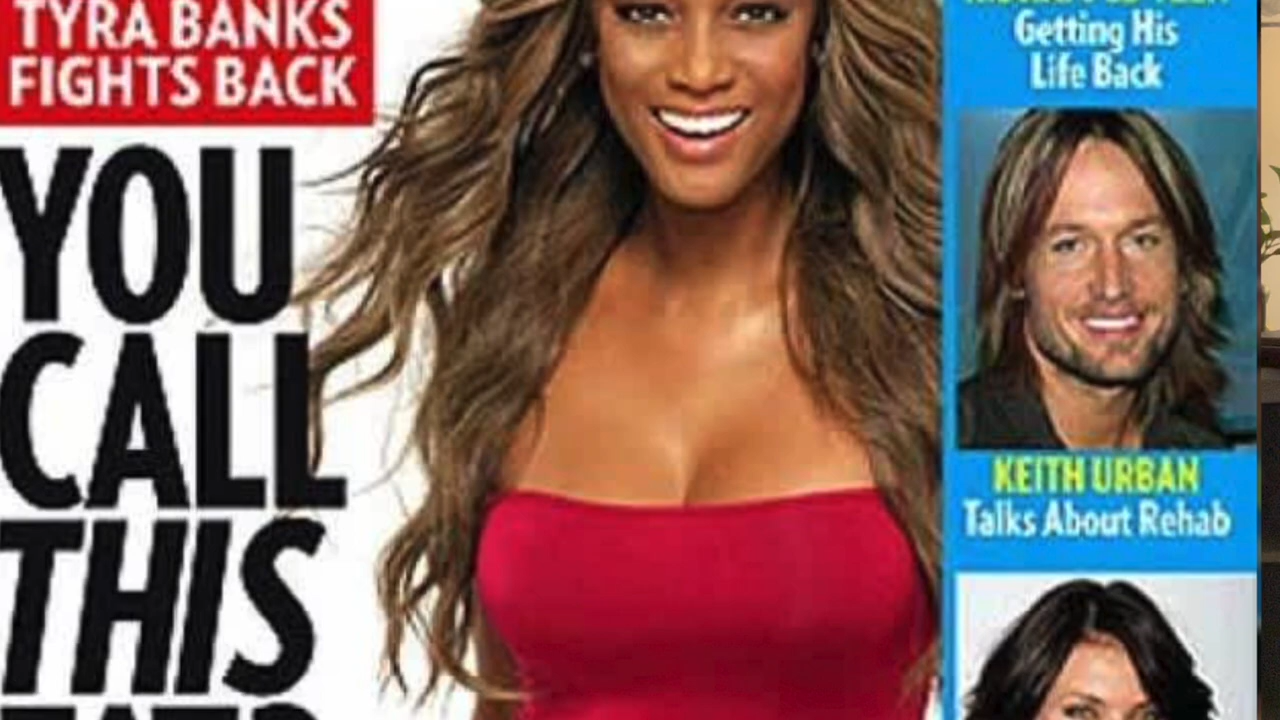 TYRA BANKS
FIGHTS BACK
YOU
CALL
THIS
Getting His
Life Back
KEITH URBAN
Talks About Rehab